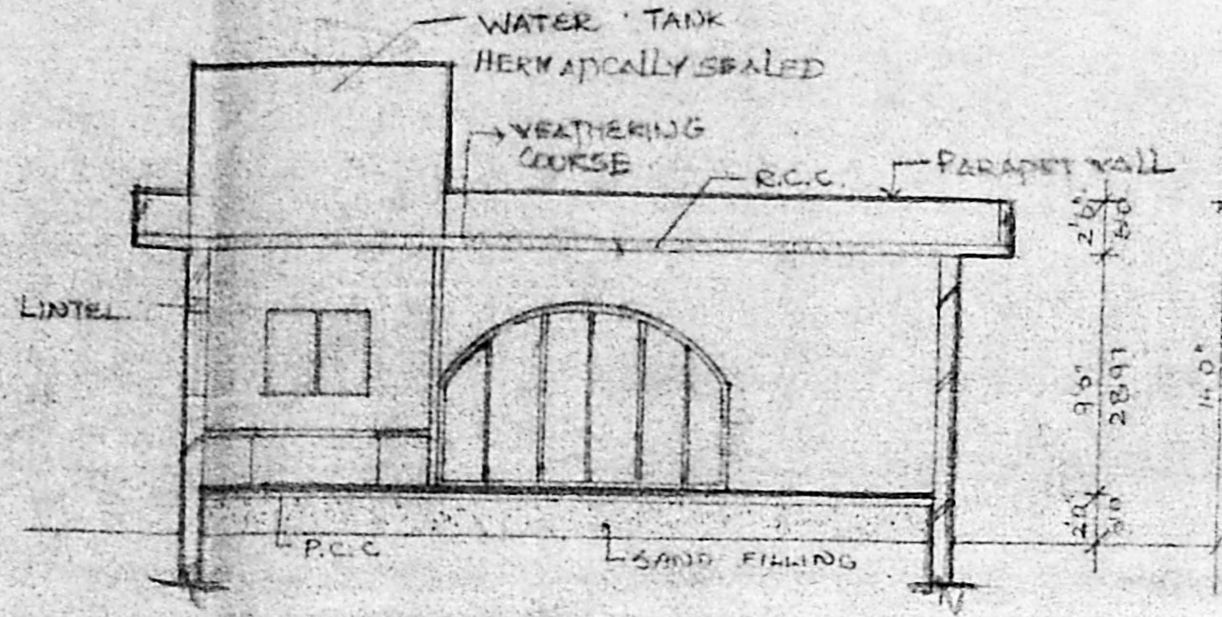 WATER TANK
HERMATICALLY SEALED
WEATHERING
COURSE
R.C.C.
PARAPET WALL
LINTEL
2'6"
9'6"
2897
2'0"
14'0"
P.C.C
SAND FILLING